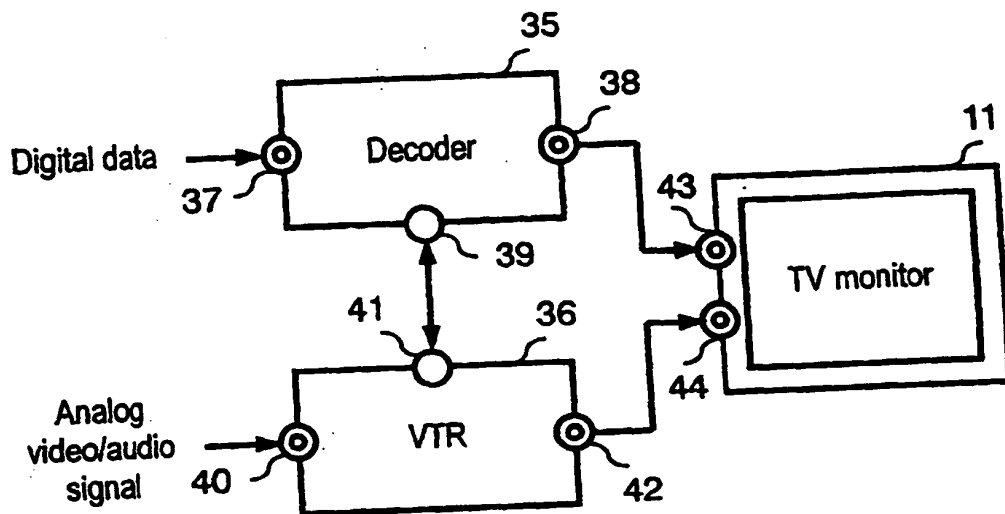 35
38
11
Digital data
Decoder
37
43
39
TV monitor
41
36
44
Analog
video/audio
signal
VTR
40
42